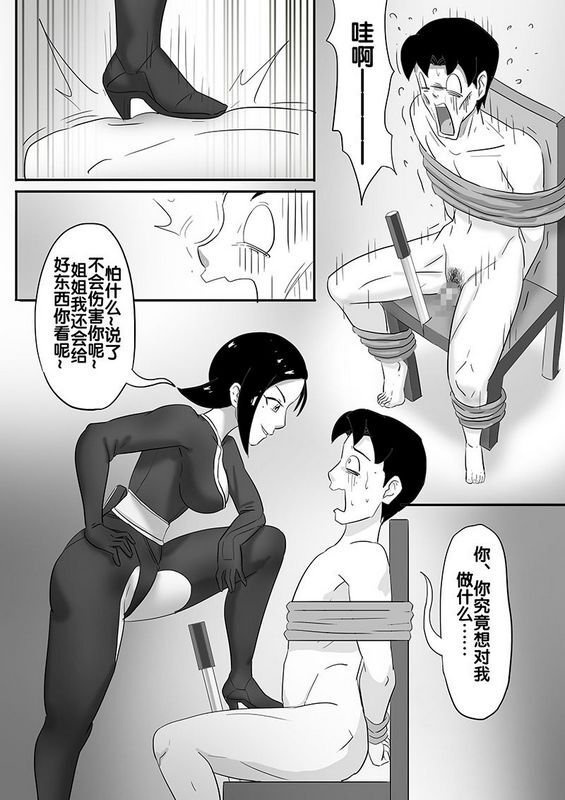 哇啊——
怕什么~说了
不会伤害你呢~
姐姐我还会给
好东西你看呢~
你、你究竟想对我
做什么……